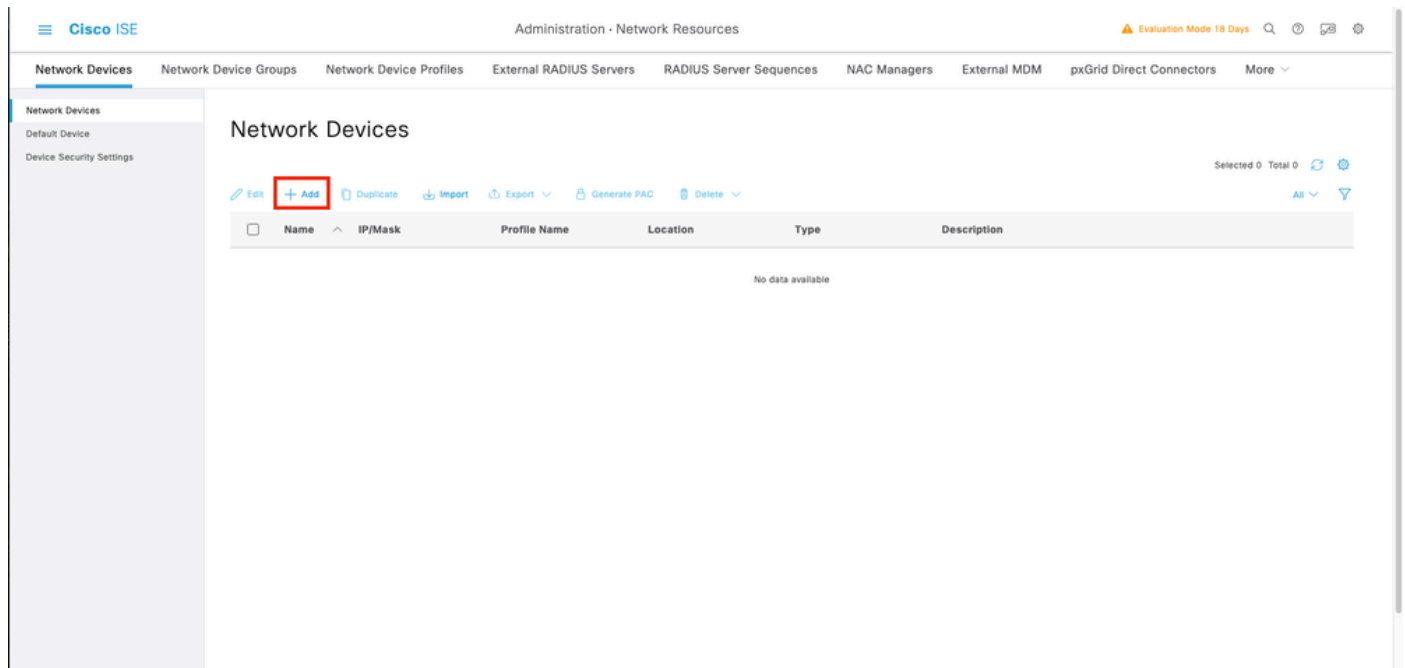 Cisco ISE
Administration · Network Resources
Evaluation Mode 18 Days
Network Devices Network Device Groups Network Device Profiles External RADIUS Servers RADIUS Server Sequences NAC Managers External MDM pxGrid Direct Connectors More
Network Devices
Default Device
Device Security Settings
Network Devices
Selected 0 Total 0
Edit + Add Duplicate Import Export Generate PAC Delete All
Name IP/Mask Profile Name Location Type Description
No data available